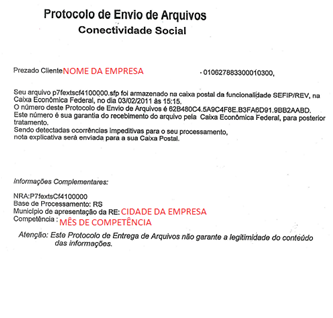 Protocolo de Envio de Arquivos
Conectividade Social
Prezado Cliente NOME DA EMPRESA - 010627883300010300,
Seu arquivo p7fextscf4100000.sfp foi armazenado na caixa postal da funcionalidade SEFIP/REV, na
Caixa Econômica Federal, no dia 03/02/2011 às 15:15.
O número deste Protocolo de Envio de Arquivos é 62B480C4.5A9C4F8E.B3FA6D91.9BB2AABD.
Este número é sua garantia do recebimento do arquivo pela Caixa Econômica Federal, para posterior
tratamento.
Sendo detectadas ocorrências impeditivas para o seu processamento,
nota explicativa será enviada para a sua Caixa Postal.
Informações Complementares:
NRA:P7fextsCf4100000
Base de Processamento: RS
Município de apresentação da RE: CIDADE DA EMPRESA
Competência : MÊS DE COMPETÊNCIA
Atenção: Este Protocolo de Entrega de Arquivos não garante a legitimidade do conteúdo
das informações.